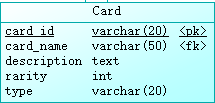 Card
card_id varchar(20) <pk>
card_name varchar(50) <fk>
description text
rarity int
type varchar(20)